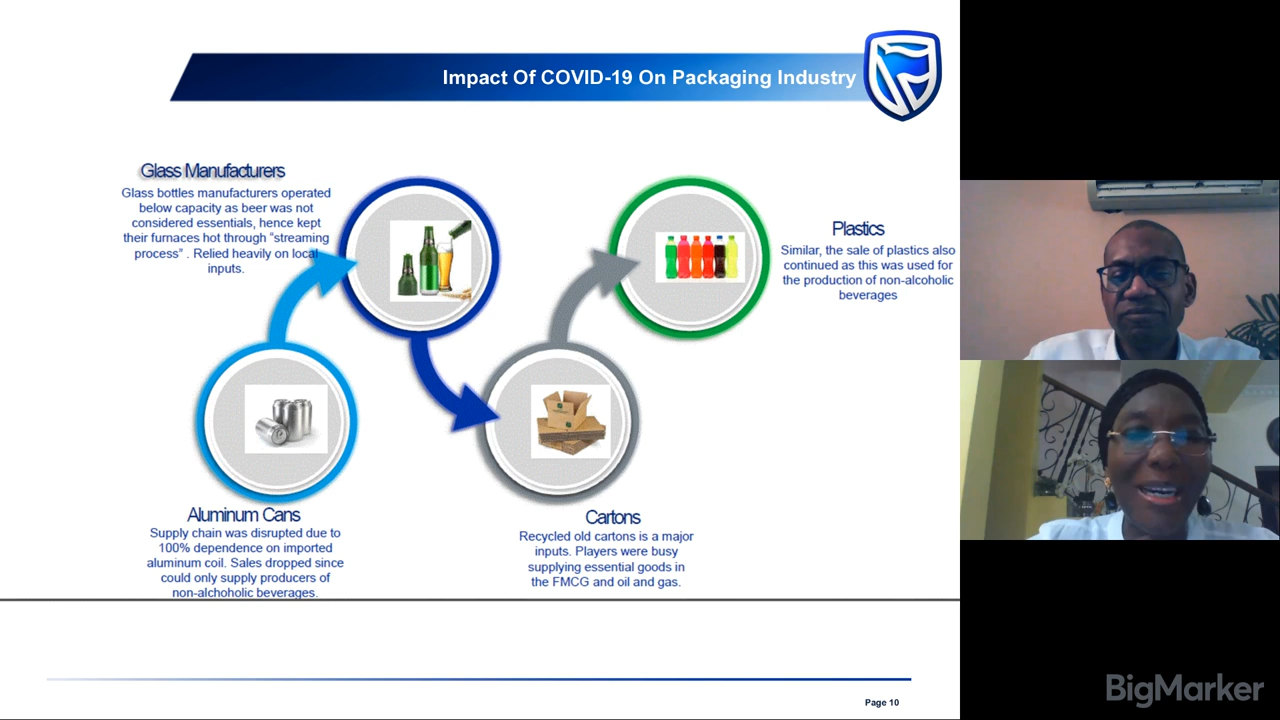 Impact Of COVID-19 On Packaging Industry
Glass Manufacturers
Glass bottles manufacturers operated
below capacity as beer was not
considered essentials, hence kept
their furnaces hot through “streaming
process” . Relied heavily on local
inputs.
Plastics
Similar, the sale of plastics also
continued as this was used for
the production of non-alcoholic
beverages
Aluminum Cans
Supply chain was disrupted due to
100% dependence on imported
aluminum coil. Sales dropped since
could only supply producers of
non-alchoholic beverages.
Cartons
Recycled old cartons is a major
inputs. Players were busy
supplying essential goods in
the FMCG and oil and gas.
Page 10
BigMarker